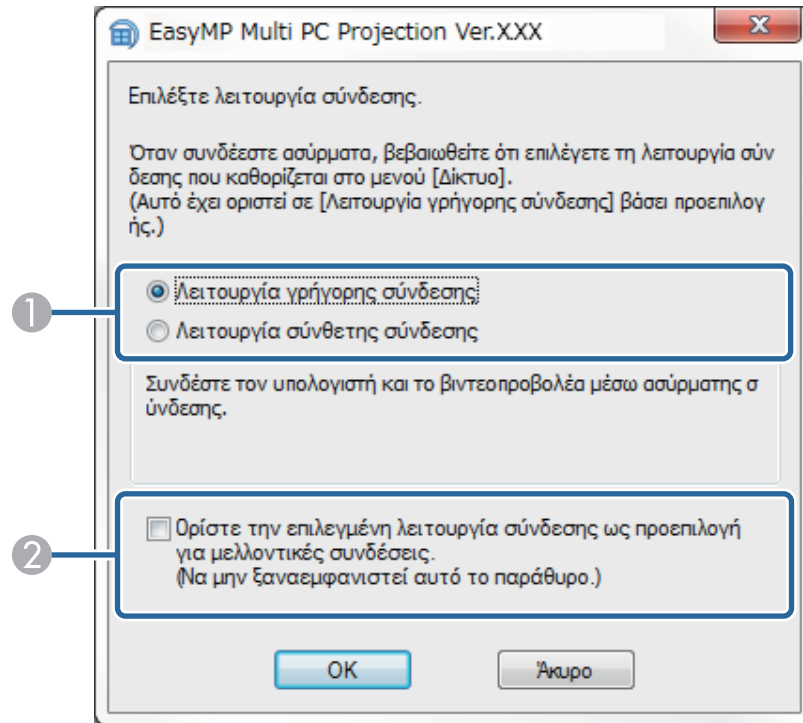 EasyMP Multi PC Projection Ver.X.XX
Επιλέξτε λειτουργία σύνδεσης.
Όταν συνδέεστε ασύρματα, βεβαιωθείτε ότι επιλέγετε τη λειτουργία σύν
δεσης που καθορίζεται στο μενού [Δίκτυο].
(Αυτό έχει οριστεί σε [Λειτουργία γρήγορης σύνδεσης] βάσει προεπιλογ
ής.)
1
Λειτουργία γρήγορης σύνδεσης
Λειτουργία σύνθετης σύνδεσης
Συνδέστε τον υπολογιστή και το βιντεοπροβολέα μέσω ασύρματης σ
ύνδεσης.
2
Ορίστε την επιλεγμένη λειτουργία σύνδεσης ως προεπιλογή
για μελλοντικές συνδέσεις.
(Να μην ξαναεμφανιστεί αυτό το παράθυρο.)
OK
Άκυρο